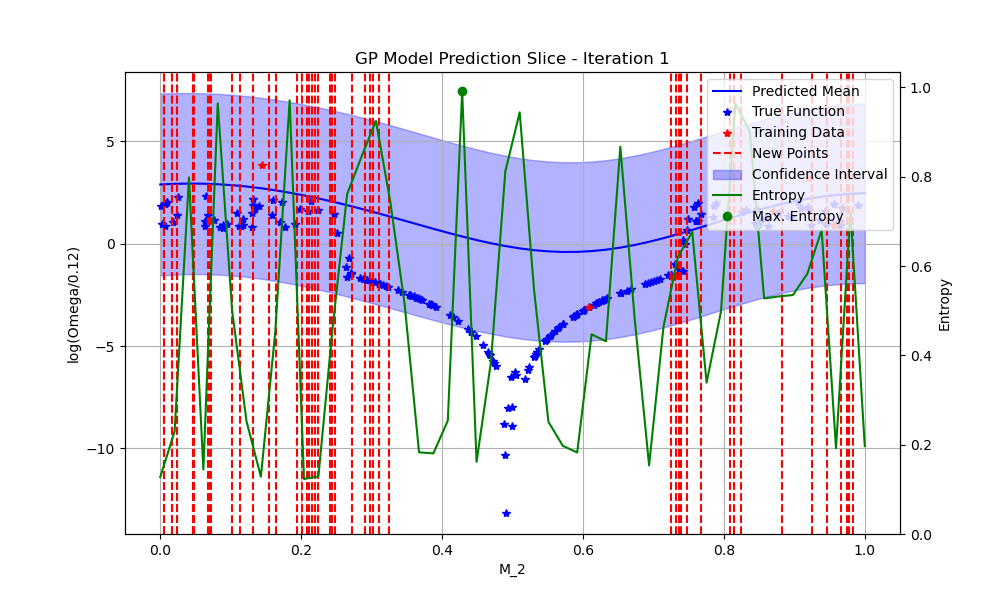 GP Model Prediction Slice - Iteration 1
log(Omega/0.12)
5
0
−5
−10
0.0
0.2
0.4
0.6
0.8
1.0
M_2
1.0
0.8
0.6
0.4
0.2
0.0
Entropy
Predicted Mean
True Function
Training Data
New Points
Confidence Interval
Entropy
Max. Entropy